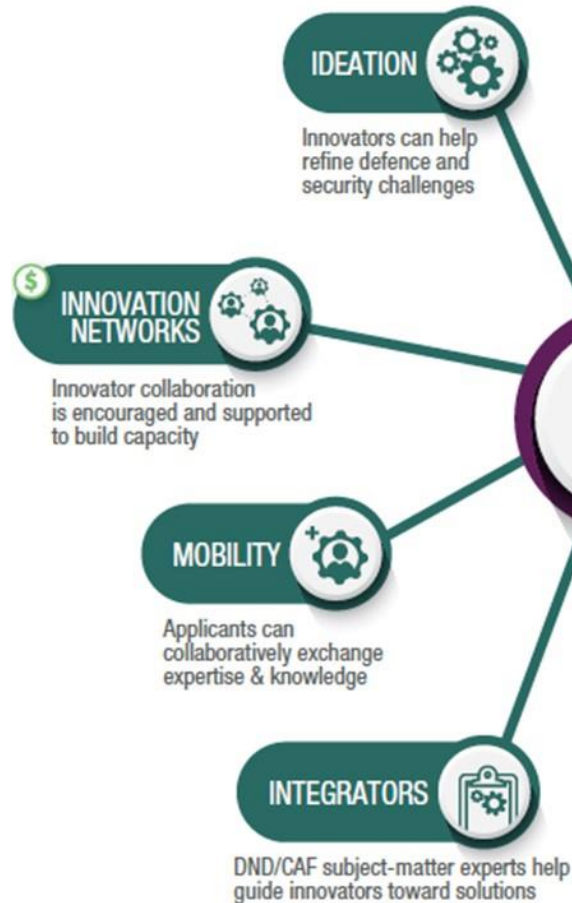 IDEATION
Innovators can help
refine defence and
security challenges
$
INNOVATION
NETWORKS
Innovator collaboration
is encouraged and supported
to build capacity
MOBILITY
Applicants can
collaboratively exchange
expertise & knowledge
INTEGRATORS
DND/CAF subject-matter experts help
guide innovators toward solutions